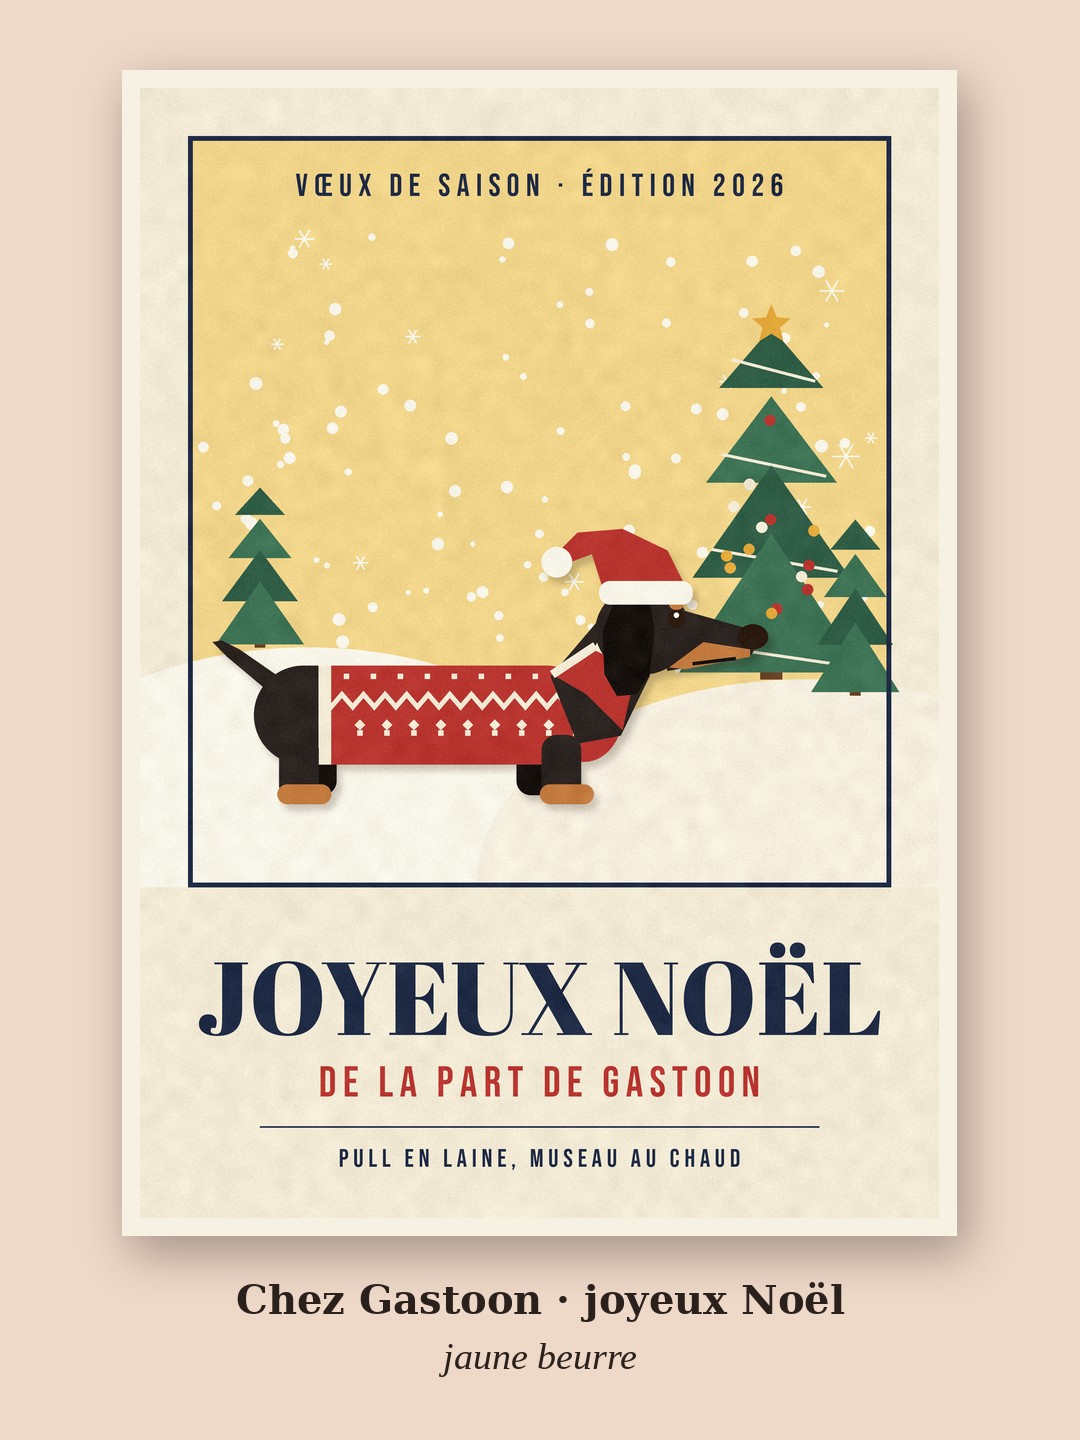 VŒUX DE SAISON · ÉDITION 2026
JOYEUX NOËL
DE LA PART DE GASTOON
PULL EN LAINE, MUSEAU AU CHAUD
Chez Gastoon · joyeux Noël
jaune beurre